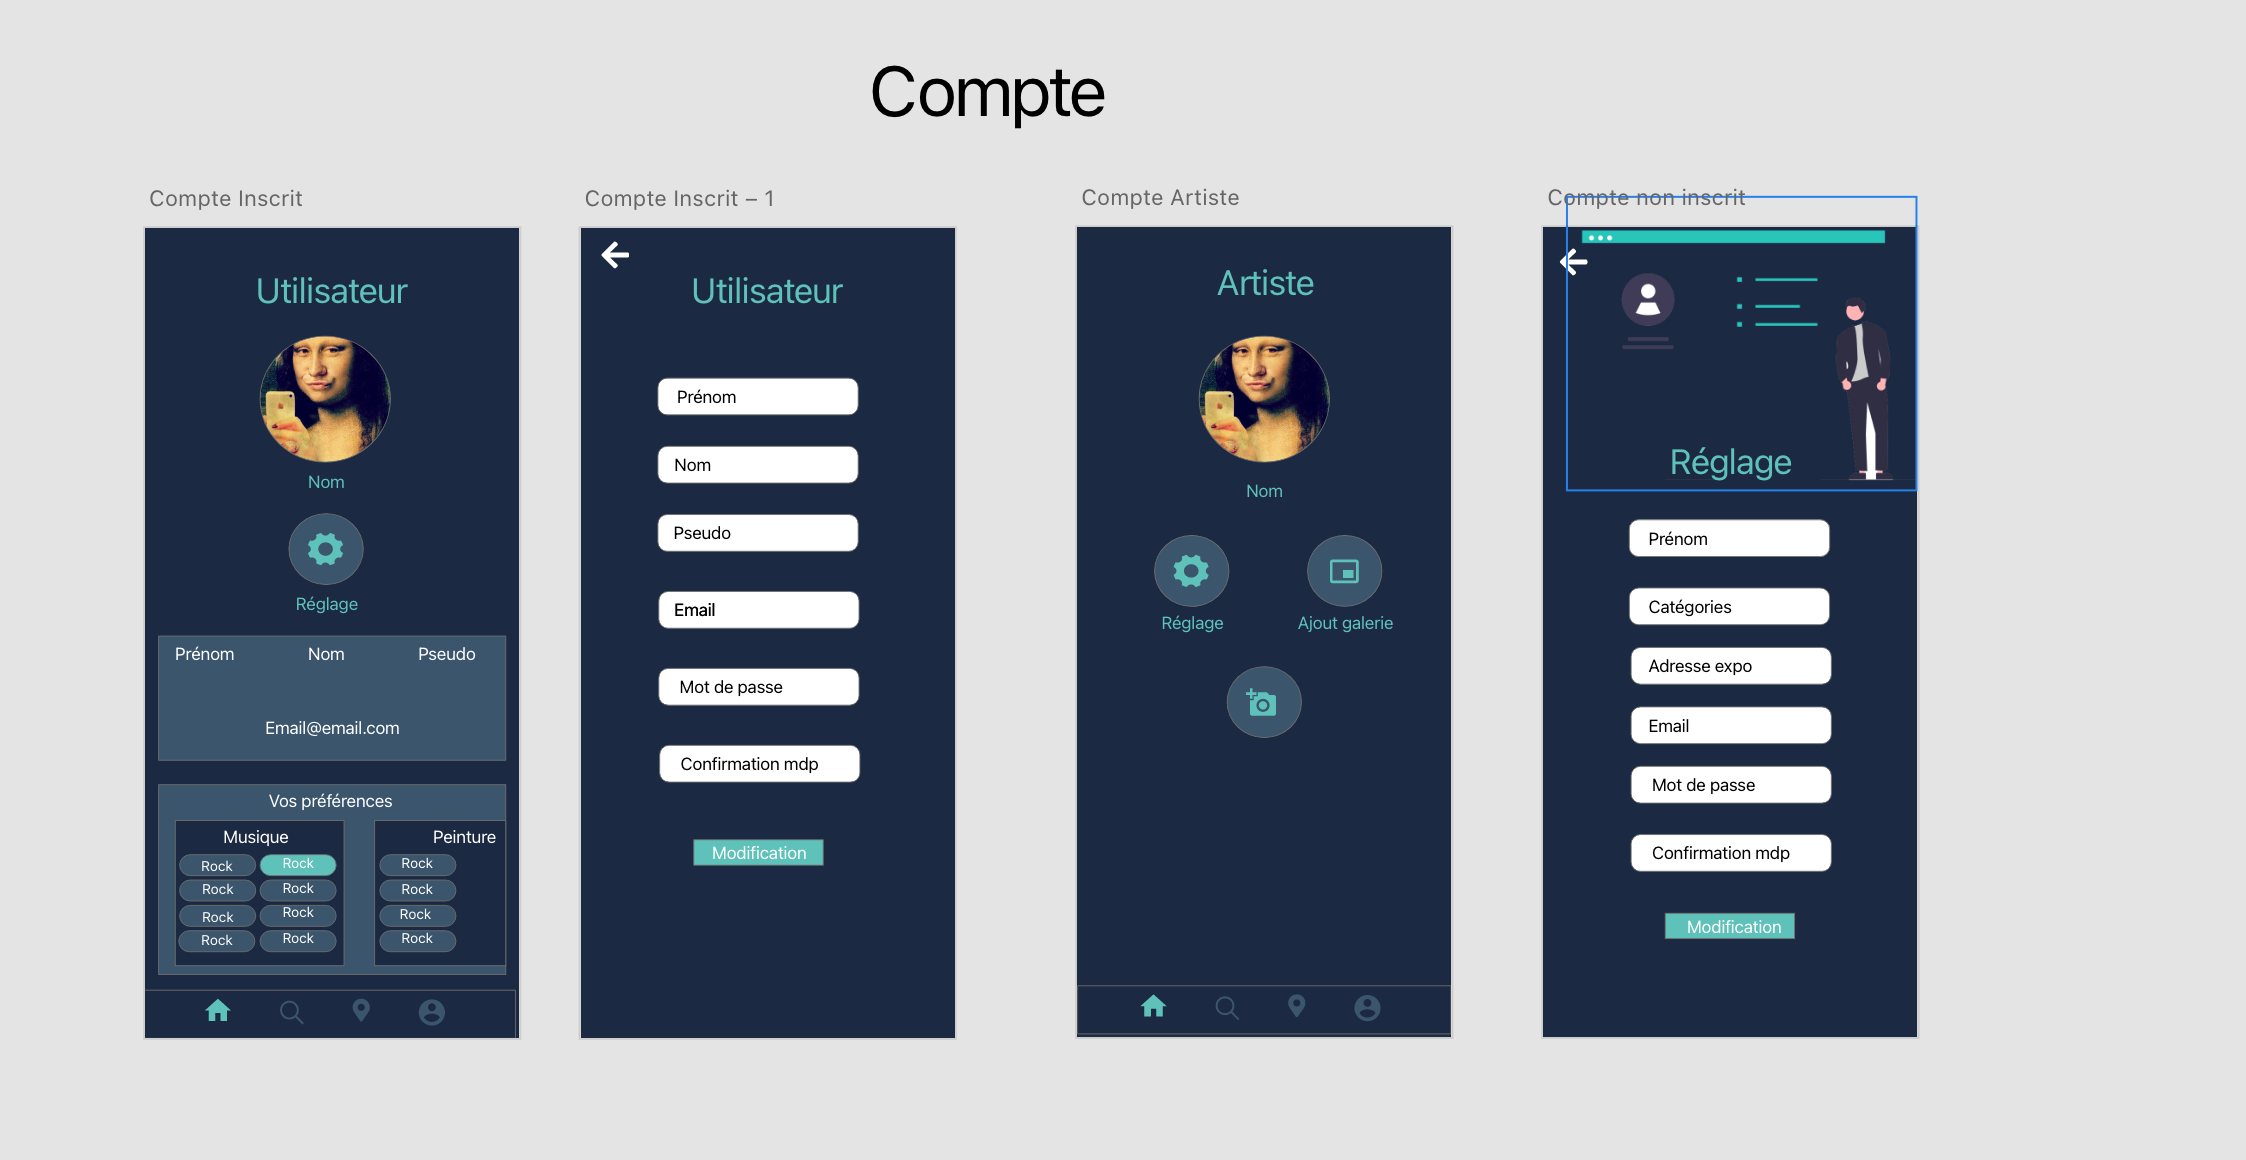 Compte
Compte Inscrit
Utilisateur
Nom
Réglage
Prénom Nom Pseudo
Email@email.com
Vos préférences
Musique Peinture
Rock Rock Rock
Rock Rock Rock
Rock Rock Rock
Rock Rock Rock
Compte Inscrit – 1
Utilisateur
Prénom
Nom
Pseudo
Email
Mot de passe
Confirmation mdp
Modification
Compte Artiste
Artiste
Nom
Réglage Ajout galerie
Compte non inscrit
Réglage
Prénom
Catégories
Adresse expo
Email
Mot de passe
Confirmation mdp
Modification